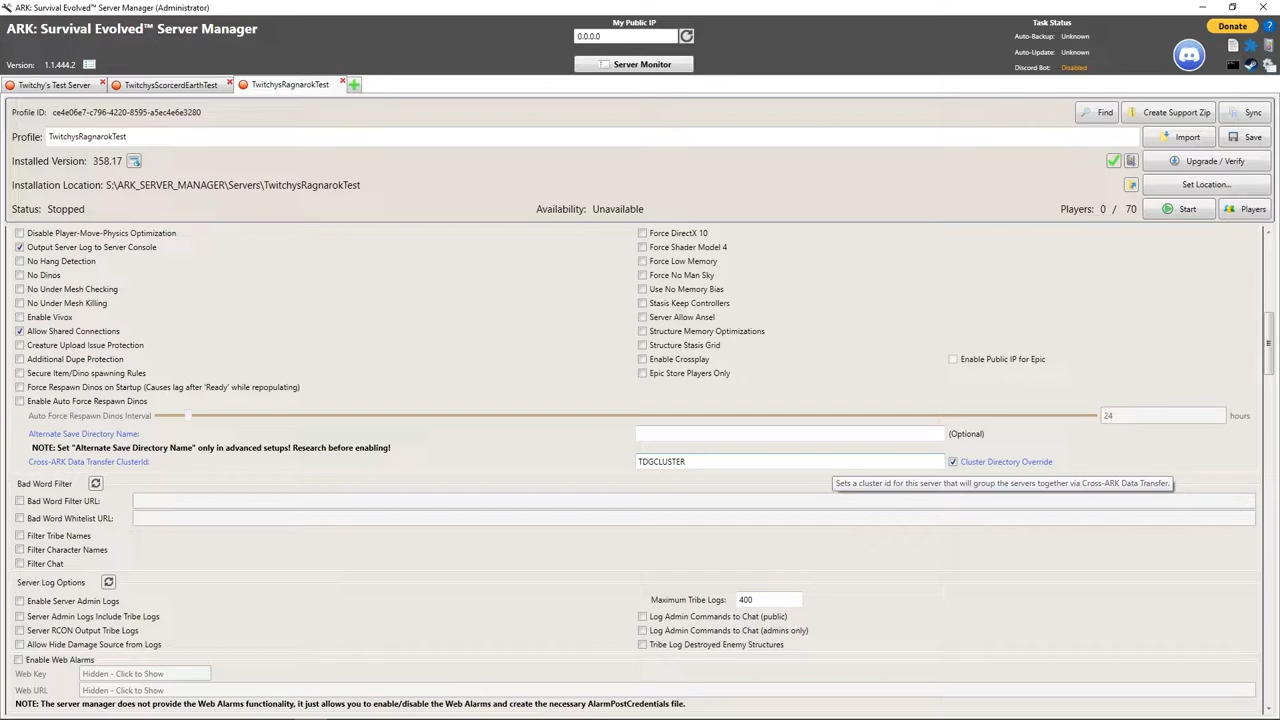 ARK: Survival Evolved™ Server Manager (Administrator)
ARK: Survival Evolved™ Server Manager
My Public IP
0.0.0.0
Server Monitor
Task Status
Auto-Backup: Unknown
Auto-Update: Unknown
Discord Bot: Disabled
Donate
?
Version: 1.1.444.2
Twitchy's Test Server
TwitchysScorcerdEarthTest
TwitchysRagnarokTest
Profile ID: ce4e06e7-c796-4220-8595-a5ec4e6e3280
Find
Create Support Zip
Sync
Profile: TwitchysRagnarokTest
Import
Save
Installed Version: 358.17
Upgrade / Verify
Installation Location: S:\ARK_SERVER_MANAGER\Servers\TwitchysRagnarokTest
Set Location...
Status: Stopped
Availability: Unavailable
Players: 0 / 70
Start
Players
Disable Player-Move-Physics Optimization
Force DirectX 10
Output Server Log to Server Console
Force Shader Model 4
No Hang Detection
Force Low Memory
No Dinos
Force No Man Sky
No Under Mesh Checking
Use No Memory Bias
No Under Mesh Killing
Stasis Keep Controllers
Enable Vivox
Server Allow Ansel
Allow Shared Connections
Structure Memory Optimizations
Creature Upload Issue Protection
Structure Stasis Grid
Additional Dupe Protection
Enable Crossplay
Enable Public IP for Epic
Secure Item/Dino spawning Rules
Epic Store Players Only
Force Respawn Dinos on Startup (Causes lag after 'Ready' while repopulating)
Enable Auto Force Respawn Dinos
Auto Force Respawn Dinos Interval
24
hours
Alternate Save Directory Name:
(Optional)
NOTE: Set "Alternate Save Directory Name" only in advanced setups! Research before enabling!
Cross-ARK Data Transfer ClusterId:
TDGCLUSTER
Cluster Directory Override
Sets a cluster id for this server that will group the servers together via Cross-ARK Data Transfer.
Bad Word Filter
Bad Word Filter URL:
Bad Word Whitelist URL:
Filter Tribe Names
Filter Character Names
Filter Chat
Server Log Options
Enable Server Admin Logs
Maximum Tribe Logs: 400
Server Admin Logs Include Tribe Logs
Log Admin Commands to Chat (public)
Server RCON Output Tribe Logs
Log Admin Commands to Chat (admins only)
Allow Hide Damage Source from Logs
Tribe Log Destroyed Enemy Structures
Enable Web Alarms
Web Key
Hidden - Click to Show
Web URL
Hidden - Click to Show
NOTE: The server manager does not provide the Web Alarms functionality, it just allows you to enable/disable the Web Alarms and create the necessary AlarmPostCredentials file.